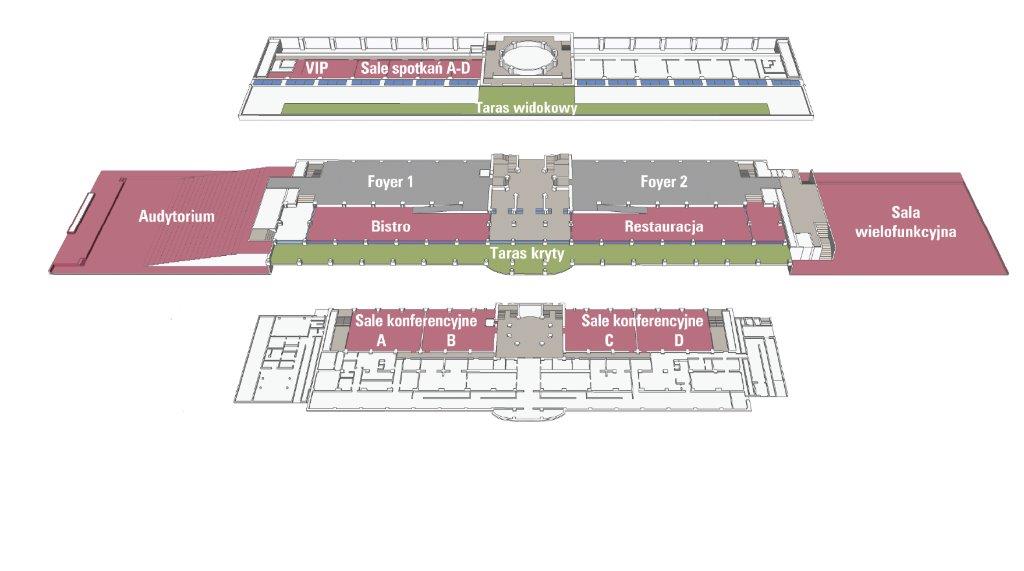 VIP
Sale spotkań A-D
Taras widokowy
Foyer 1
Foyer 2
Audytorium
Bistro
Restauracja
Sala
wielofunkcyjna
Taras kryty
Sale konferencyjne
A
B
Sale konferencyjne
C
D